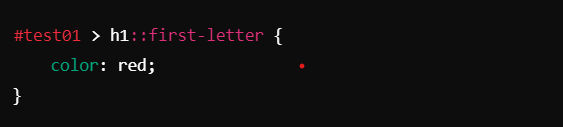 #test01 > h1::first-letter {
    color: red;
}